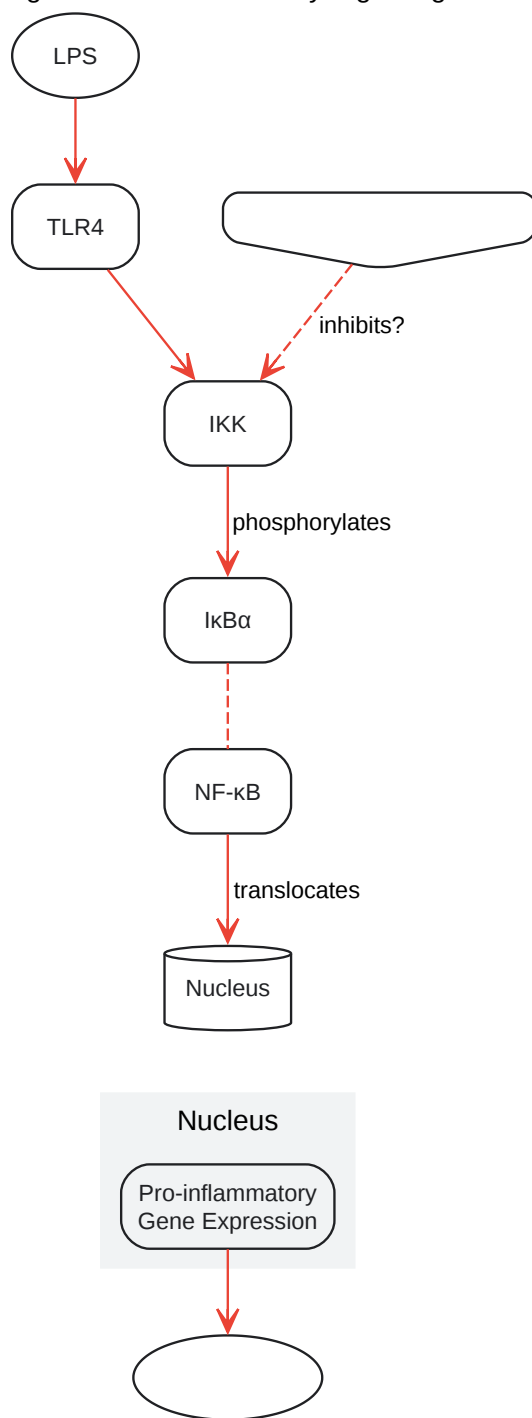 LPS
TLR4
inhibits?
IKK
phosphorylates
IκBα
NF-κB
translocates
Nucleus
Nucleus
Pro-inflammatory
Gene Expression